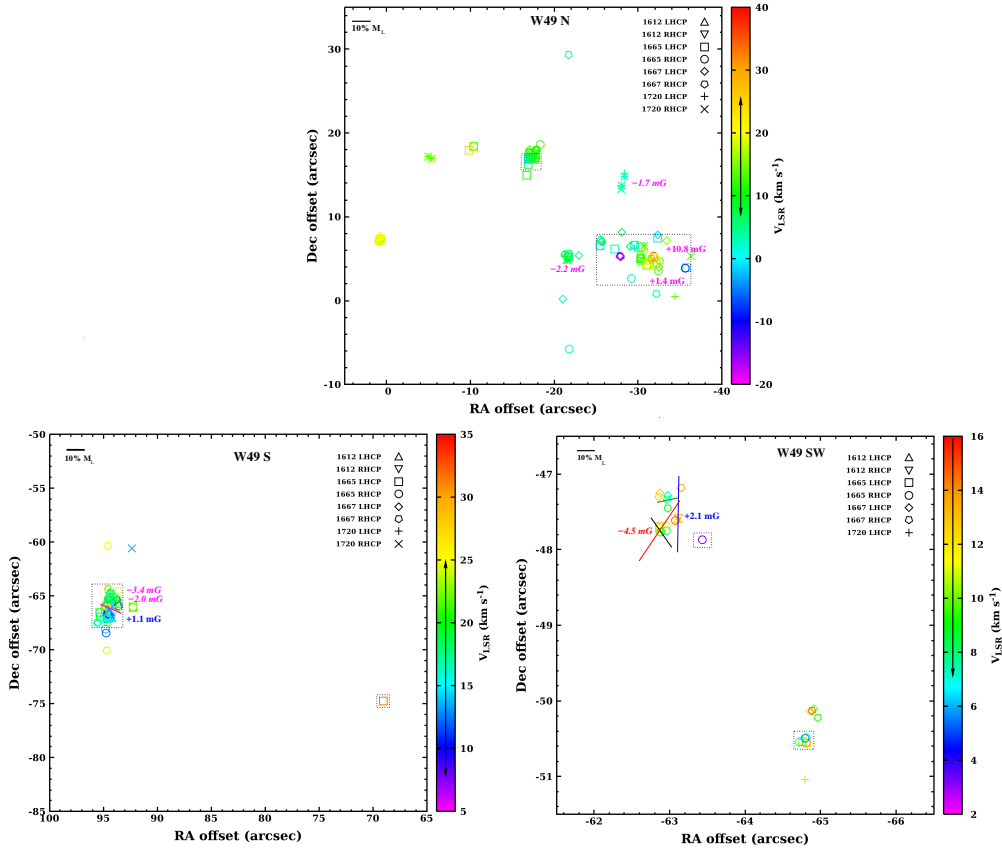 W49 N
10% M_L
1612 LHCP
1612 RHCP
1665 LHCP
1665 RHCP
1667 LHCP
1667 RHCP
1720 LHCP
1720 RHCP
−1.7 mG
+10.8 mG
−2.2 mG
+1.4 mG
30
20
10
0
-10
Dec offset (arcsec)
0
-10
-20
-30
-40
RA offset (arcsec)
40
30
20
10
0
-10
-20
V_LSR (km s⁻¹)
W49 S
10% M_L
1612 LHCP
1612 RHCP
1665 LHCP
1665 RHCP
1667 LHCP
1667 RHCP
1720 LHCP
1720 RHCP
−3.4 mG
−2.0 mG
+1.1 mG
-50
-55
-60
-65
-70
-75
-80
-85
Dec offset (arcsec)
100
95
90
85
80
75
70
65
RA offset (arcsec)
35
30
25
20
15
10
5
V_LSR (km s⁻¹)
W49 SW
10% M_L
1612 LHCP
1612 RHCP
1665 LHCP
1665 RHCP
1667 LHCP
1667 RHCP
1720 LHCP
−4.5 mG
+2.1 mG
-47
-48
-49
-50
-51
Dec offset (arcsec)
-62
-63
-64
-65
-66
RA offset (arcsec)
16
14
12
10
8
6
4
2
V_LSR (km s⁻¹)